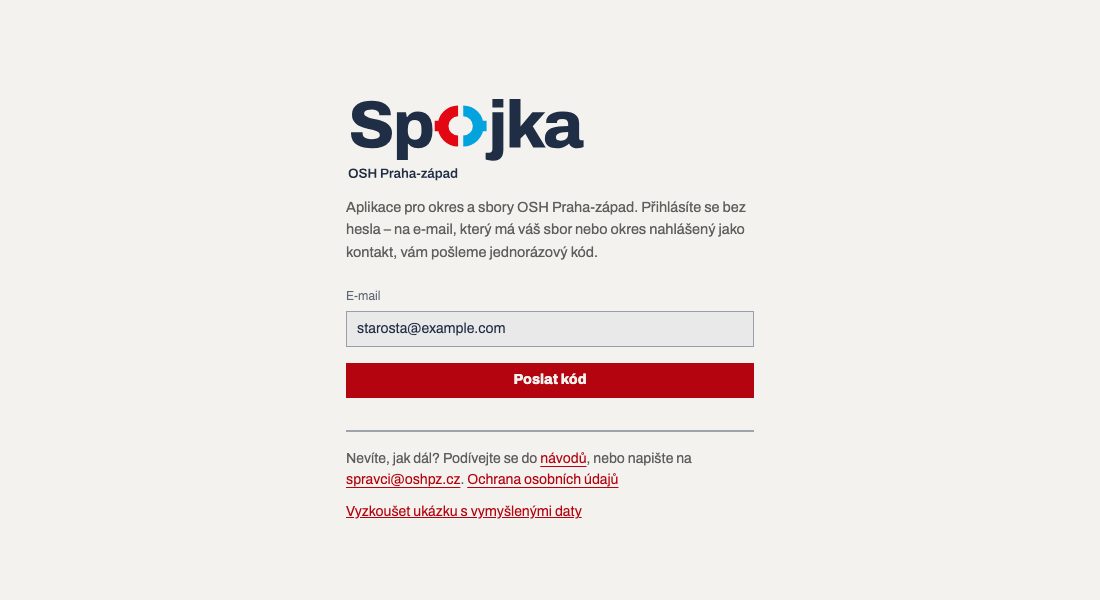 Spojka
OSH Praha-západ
Aplikace pro okres a sbory OSH Praha-západ. Přihlásíte se bez
hesla – na e-mail, který má váš sbor nebo okres nahlášený jako
kontakt, vám pošleme jednorázový kód.
E-mail
starosta@example.com
Poslat kód
Nevíte, jak dál? Podívejte se do návodů, nebo napište na
spravci@oshpz.cz. Ochrana osobních údajů
Vyzkoušet ukázku s vymyšlenými daty